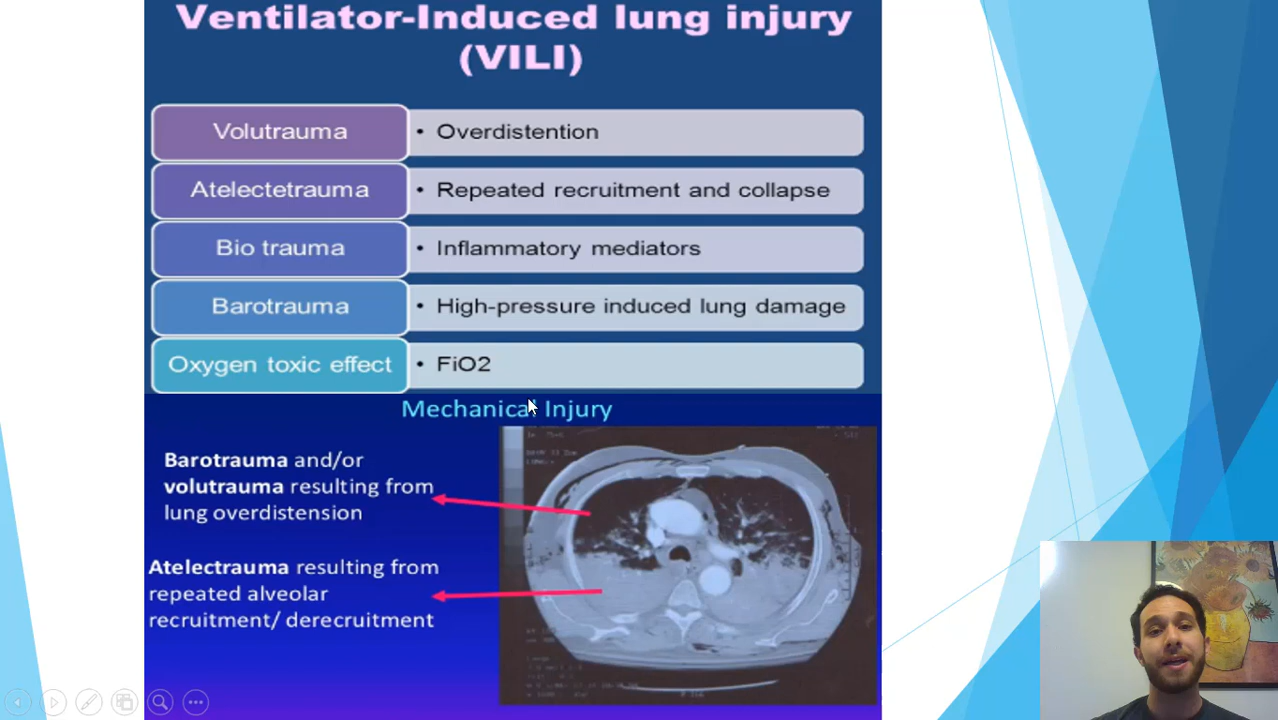 Ventilator-Induced lung injury
(VILI)
Volutrauma
• Overdistention
Atelectetrauma
• Repeated recruitment and collapse
Bio trauma
• Inflammatory mediators
Barotrauma
• High-pressure induced lung damage
Oxygen toxic effect
• FiO2
Mechanical Injury
Barotrauma and/or
volutrauma resulting from
lung overdistension
Atelectrauma resulting from
repeated alveolar
recruitment/ derecruitment